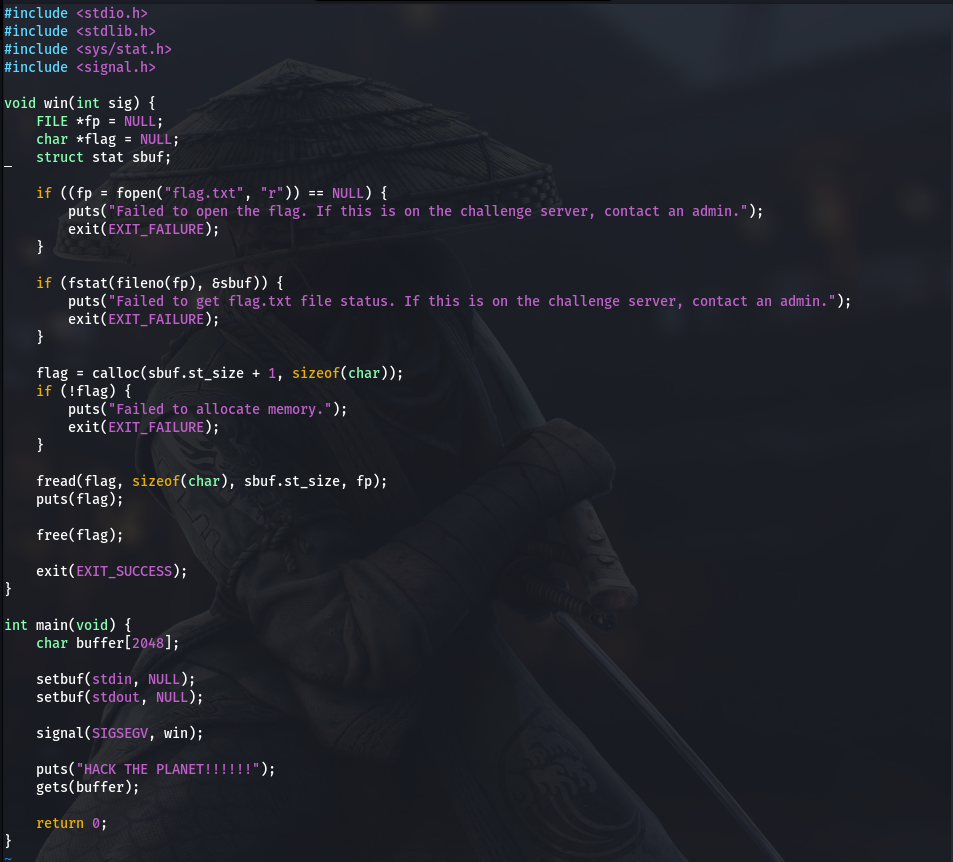 #include <stdio.h>
#include <stdlib.h>
#include <sys/stat.h>
#include <signal.h>

void win(int sig) {
    FILE *fp = NULL;
    char *flag = NULL;
_   struct stat sbuf;

    if ((fp = fopen("flag.txt", "r")) == NULL) {
        puts("Failed to open the flag. If this is on the challenge server, contact an admin.");
        exit(EXIT_FAILURE);
    }

    if (fstat(fileno(fp), &sbuf)) {
        puts("Failed to get flag.txt file status. If this is on the challenge server, contact an admin.");
        exit(EXIT_FAILURE);
    }

    flag = calloc(sbuf.st_size + 1, sizeof(char));
    if (!flag) {
        puts("Failed to allocate memory.");
        exit(EXIT_FAILURE);
    }

    fread(flag, sizeof(char), sbuf.st_size, fp);
    puts(flag);

    free(flag);

    exit(EXIT_SUCCESS);
}

int main(void) {
    char buffer[2048];

    setbuf(stdin, NULL);
    setbuf(stdout, NULL);

    signal(SIGSEGV, win);

    puts("HACK THE PLANET!!!!!!");
    gets(buffer);

    return 0;
}
~